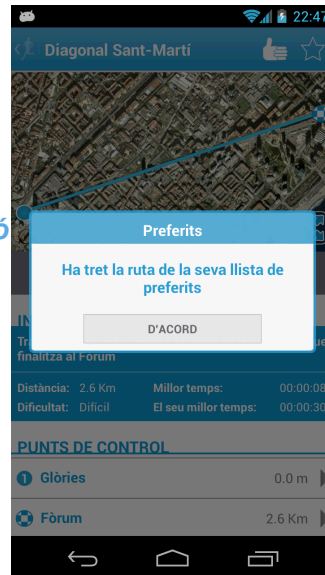 22:47
Diagonal Sant-Martí
Preferits
Ha tret la ruta de la seva llista de
preferits
D'ACORD
finalitza al Fòrum
Distància: 2.6 Km Millor temps: 00:00:08
Dificultat: Difícil El seu millor temps: 00:00:30
PUNTS DE CONTROL
1 Glòries 0.0 m
Fòrum 2.6 Km